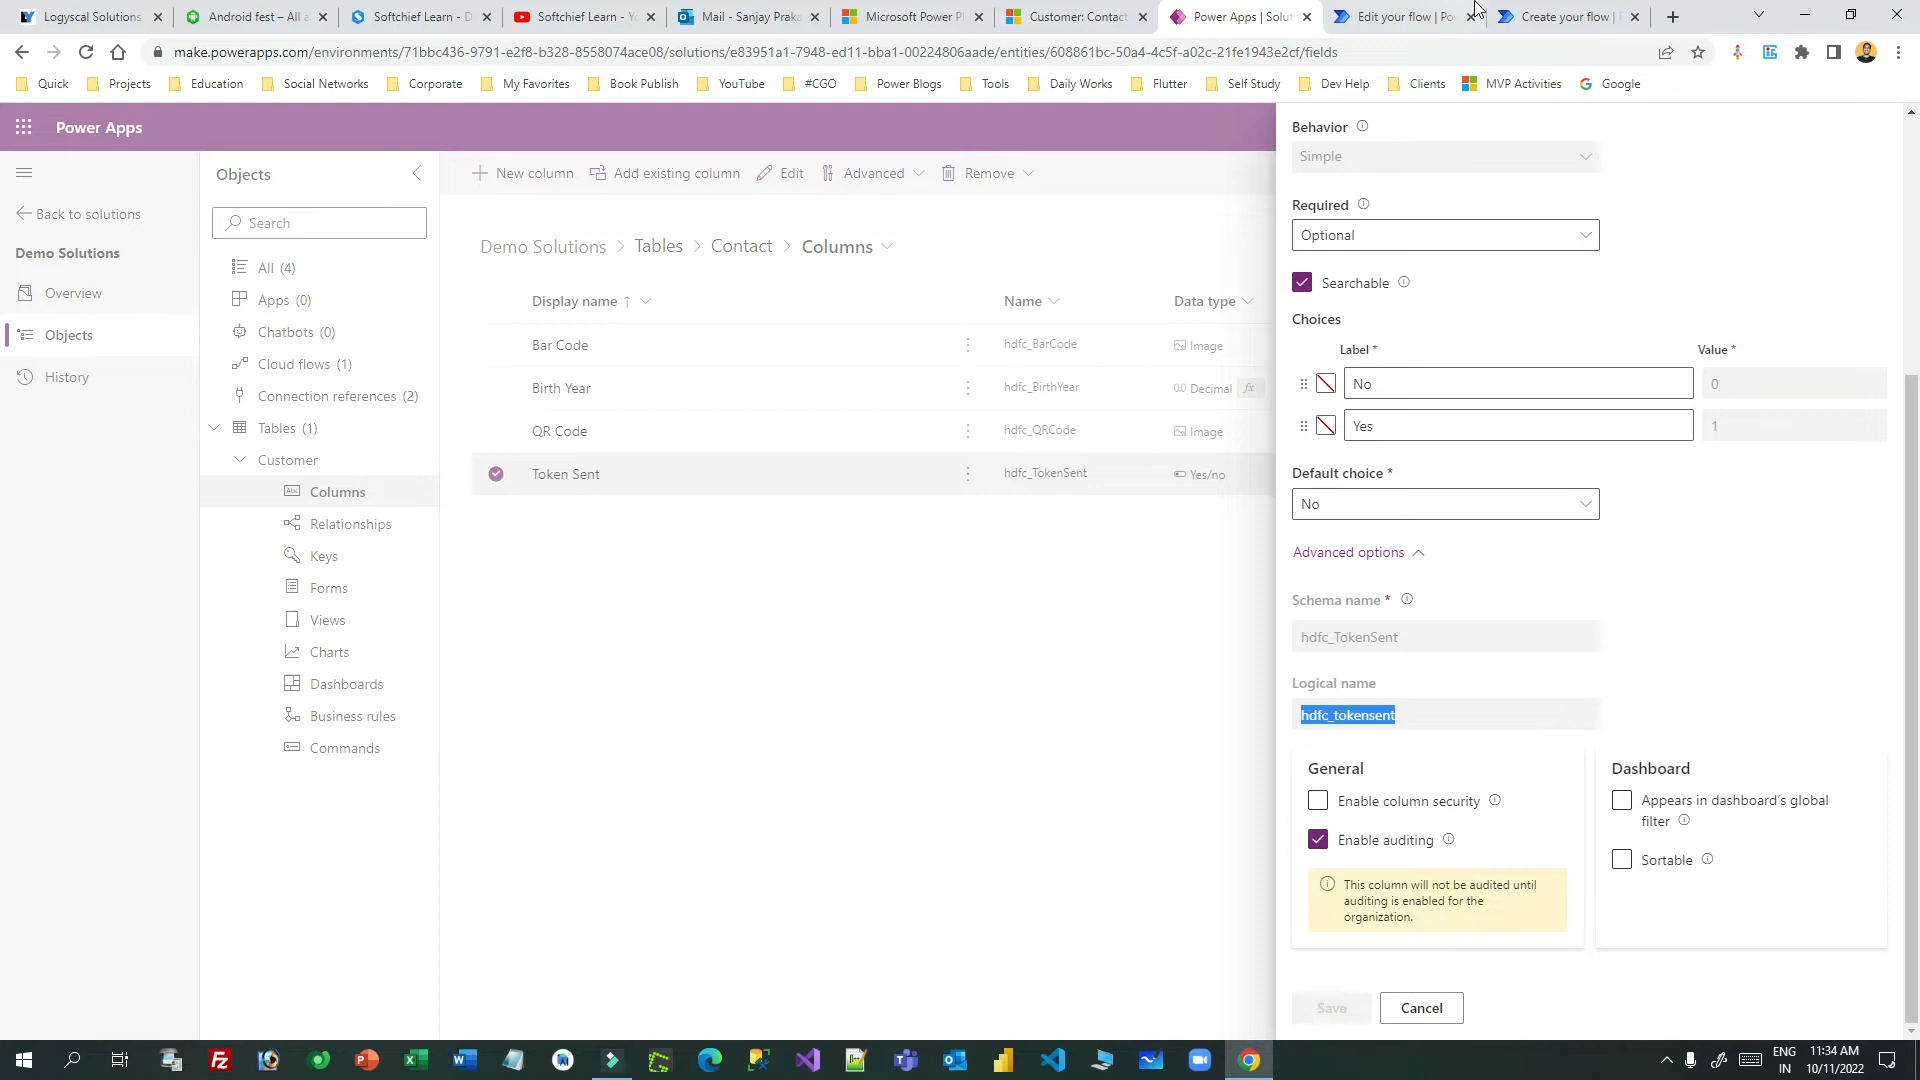 Logyscal Solutions
Android fest – All a
Softchief Learn - D
Softchief Learn - Yo
Mail - Sanjay Praka
Microsoft Power Pl
Customer: Contact
Power Apps | Solut
Edit your flow | Po
Create your flow |
make.powerapps.com/environments/71bbc436-9791-e2f8-b328-8558074ace08/solutions/e83951a1-7948-ed11-bba1-00224806aade/entities/608861bc-50a4-4c5f-a02c-21fe1943e2cf/fields
Quick
Projects
Education
Social Networks
Corporate
My Favorites
Book Publish
YouTube
#CGO
Power Blogs
Tools
Daily Works
Flutter
Self Study
Dev Help
Clients
MVP Activities
Google
Power Apps
Back to solutions
Demo Solutions
Overview
Objects
History
Objects
Search
All (4)
Apps (0)
Chatbots (0)
Cloud flows (1)
Connection references (2)
Tables (1)
Customer
Columns
Relationships
Keys
Forms
Views
Charts
Dashboards
Business rules
Commands
New column
Add existing column
Edit
Advanced
Remove
Demo Solutions > Tables > Contact > Columns
Display name ↑
Name
Data type
Bar Code
hdfc_BarCode
Image
Birth Year
hdfc_BirthYear
Decimal
fx
QR Code
hdfc_QRCode
Image
Token Sent
hdfc_TokenSent
Yes/no
Behavior
Simple
Required
Optional
Searchable
Choices
Label *
Value *
No
0
Yes
1
Default choice *
No
Advanced options
Schema name *
hdfc_TokenSent
Logical name
hdfc_tokensent
General
Enable column security
Enable auditing
This column will not be audited until
auditing is enabled for the
organization.
Dashboard
Appears in dashboard's global
filter
Sortable
Save
Cancel
ENG
IN
11:34 AM
10/11/2022